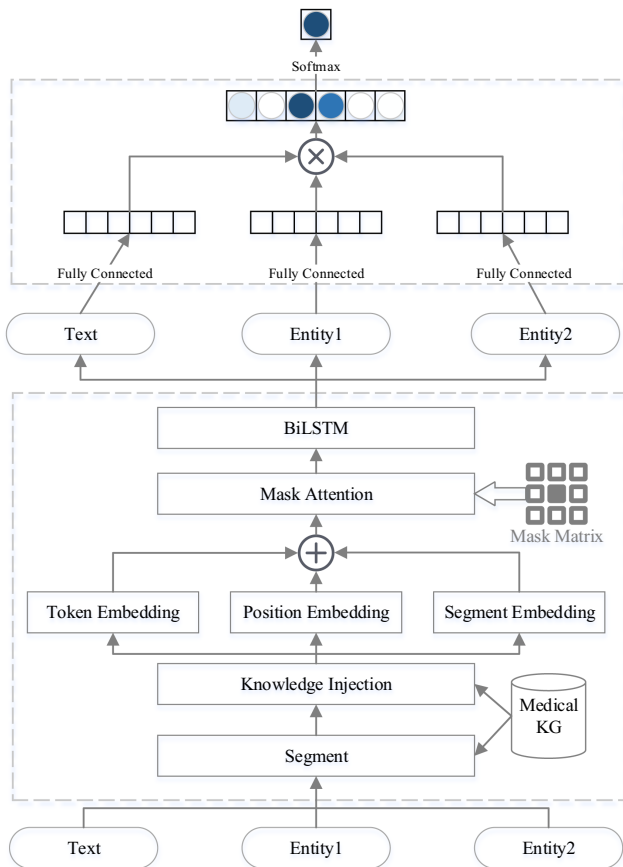 Softmax
Fully Connected
Fully Connected
Fully Connected
Text
Entity1
Entity2
BiLSTM
Mask Attention
Mask Matrix
Token Embedding
Position Embedding
Segment Embedding
Knowledge Injection
Medical
KG
Segment
Text
Entity1
Entity2